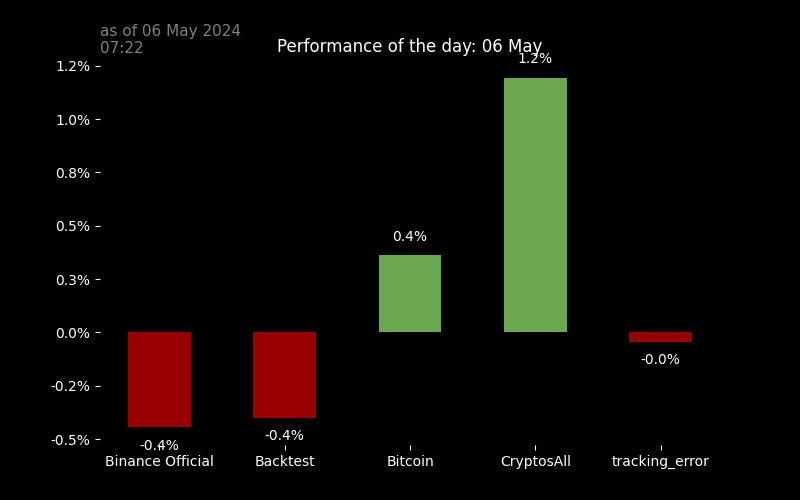 as of 06 May 2024
07:22
Performance of the day: 06 May
1.2%
1.2%
1.0%
0.8%
0.5%
0.4%
0.3%
0.0%
-0.0%
-0.2%
-0.5%
-0.4%
-0.4%
Binance Official
Backtest
Bitcoin
CryptosAll
tracking_error